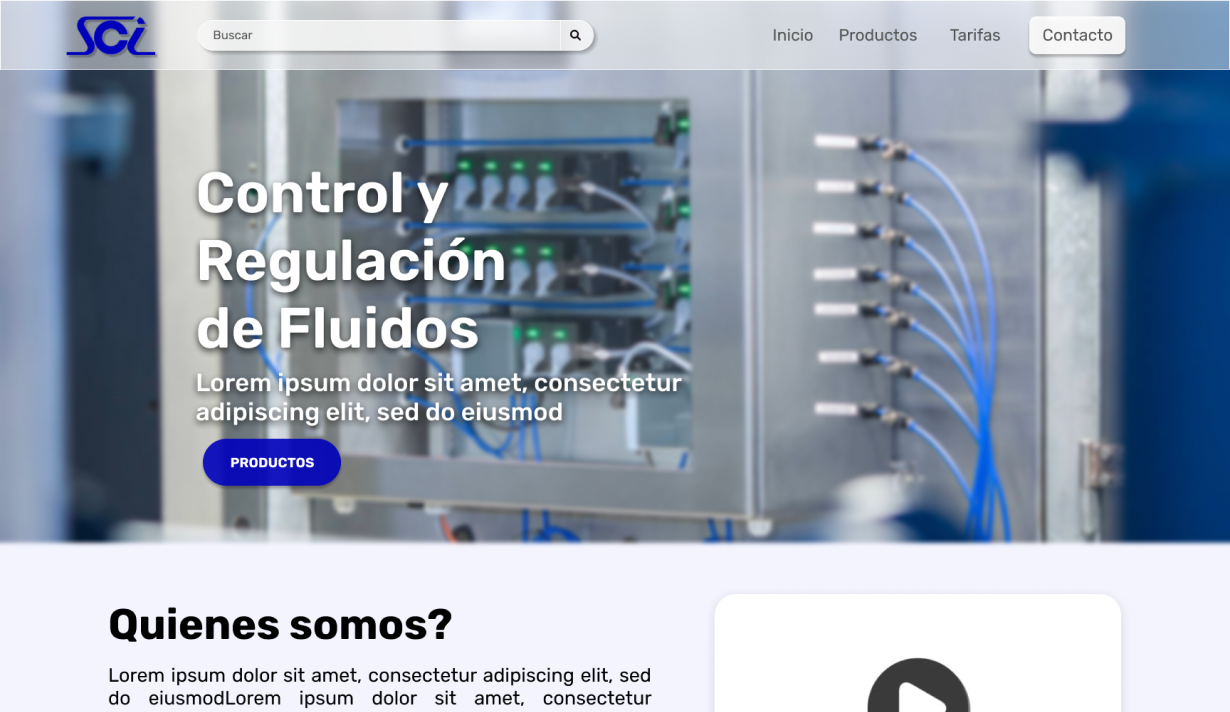 SCi
Buscar
Inicio
Productos
Tarifas
Contacto
Control y
Regulación
de Fluidos
Lorem ipsum dolor sit amet, consectetur
adipiscing elit, sed do eiusmod
PRODUCTOS
Quienes somos?
Lorem ipsum dolor sit amet, consectetur adipiscing elit, sed
do eiusmodLorem ipsum dolor sit amet, consectetur